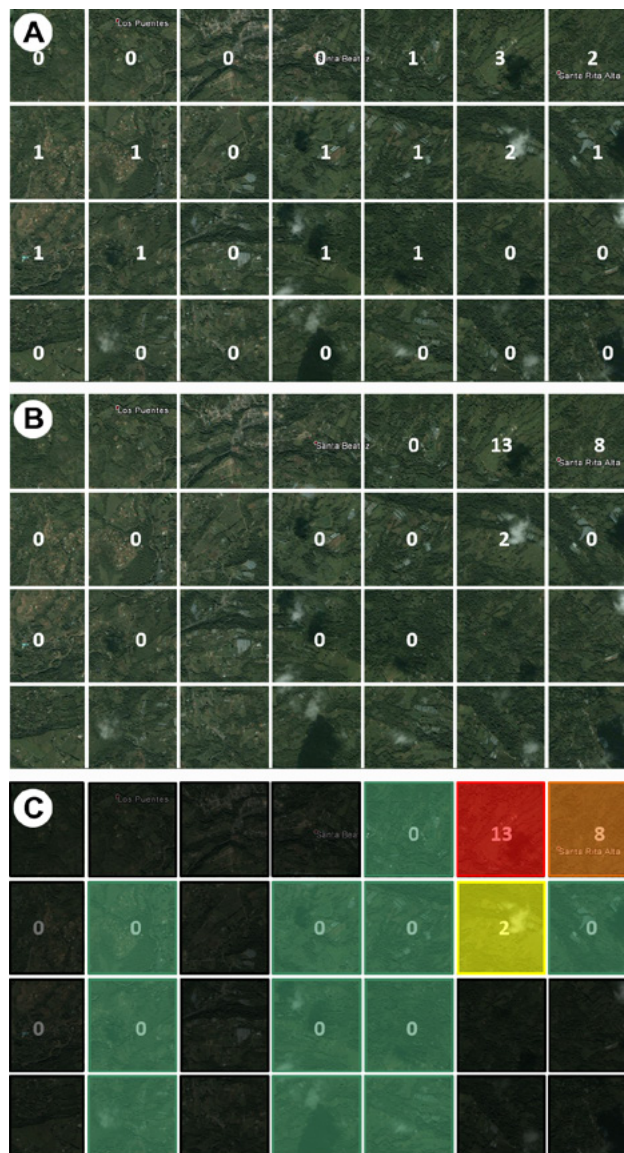 A
Los Puentes
0 0 0 0 Santa Beatriz 1 3 2
Santa Rita Alta
1 1 0 1 1 2 1
1 1 0 1 1 0 0
0 0 0 0 0 0 0
B
Los Puentes
Santa Beatriz 0 13 8
Santa Rita Alta
0 0 0 0 2 0
0 0 0 0
C
Los Puentes
Santa Beatriz 0 13 8
Santa Rita Alta
0 0 0 0 2 0
0 0 0 0